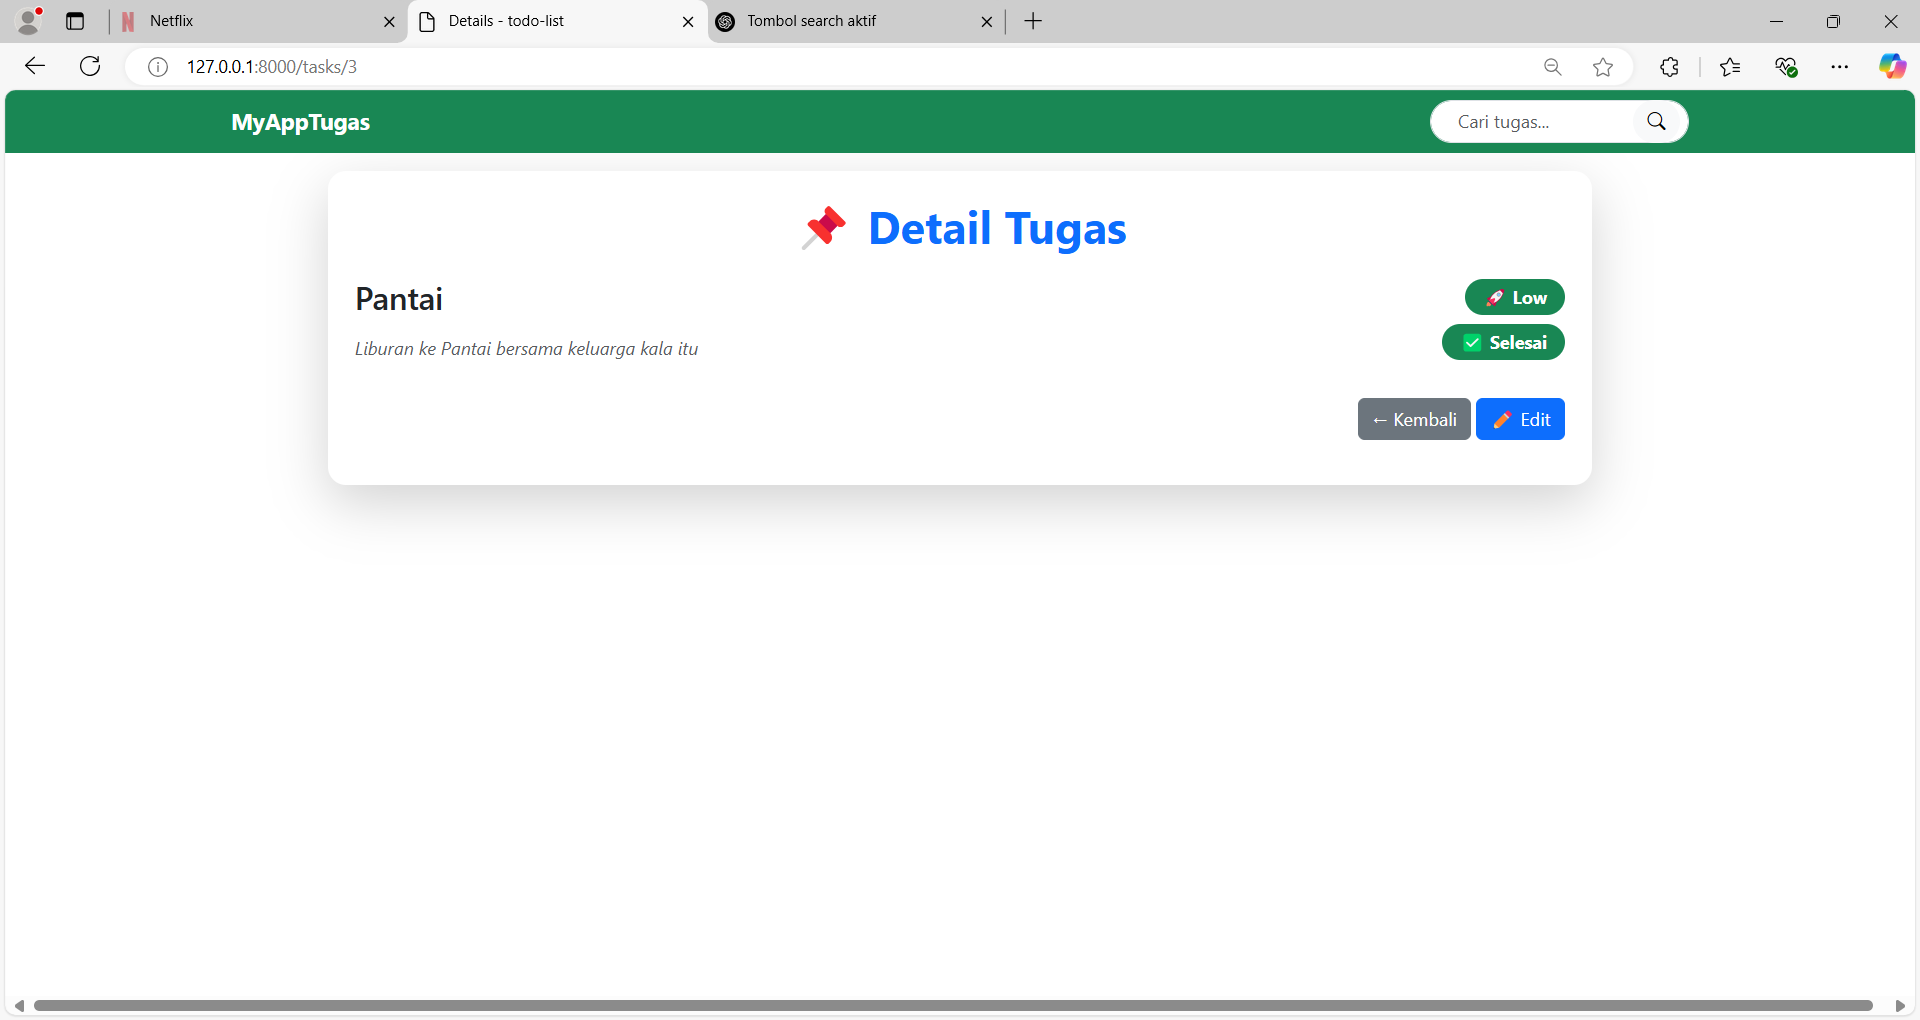 Netflix
Details - todo-list
Tombol search aktif
127.0.0.1:8000/tasks/3
MyAppTugas
Cari tugas...
📌 Detail Tugas
Pantai
🚀 Low
Liburan ke Pantai bersama keluarga kala itu
✅ Selesai
← Kembali
✏️ Edit